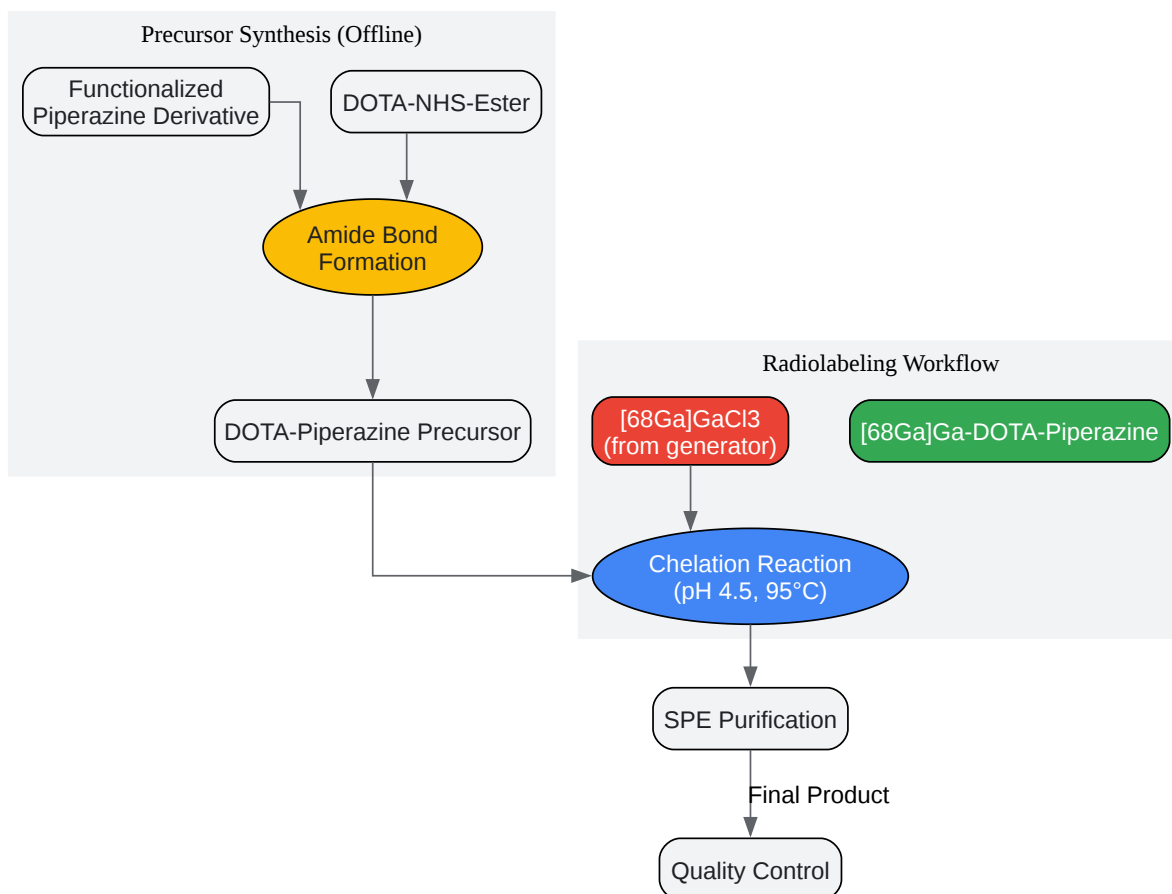 Precursor Synthesis (Offline)
Functionalized
Piperazine Derivative
DOTA-NHS-Ester
Amide Bond
Formation
DOTA-Piperazine Precursor
Radiolabeling Workflow
[68Ga]GaCl3
(from generator)
[68Ga]Ga-DOTA-Piperazine
Chelation Reaction
(pH 4.5, 95°C)
SPE Purification
Final Product
Quality Control